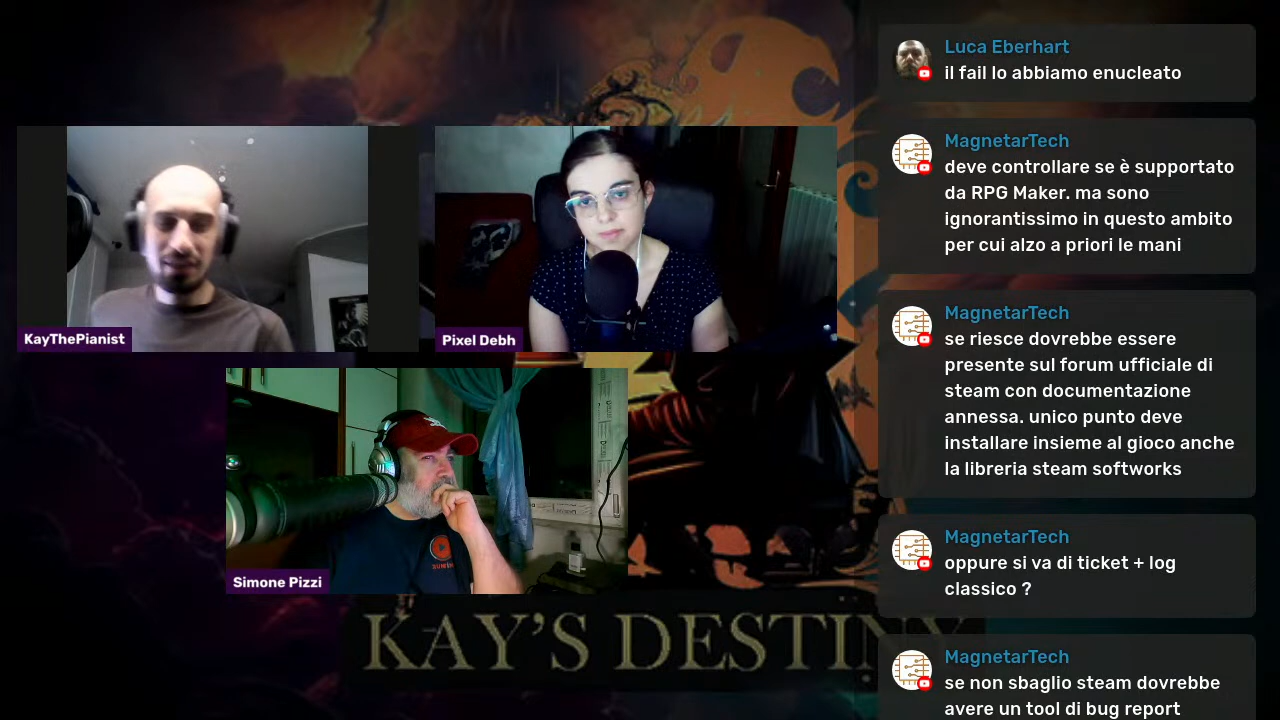 Luca Eberhart
il fail lo abbiamo enucleato
MagnetarTech
deve controllare se è supportato
da RPG Maker. ma sono
ignorantissimo in questo ambito
per cui alzo a priori le mani
MagnetarTech
se riesce dovrebbe essere
presente sul forum ufficiale di
steam con documentazione
annessa. unico punto deve
installare insieme al gioco anche
la libreria steam softworks
MagnetarTech
oppure si va di ticket + log
classico ?
MagnetarTech
se non sbaglio steam dovrebbe
avere un tool di bug report
KayThePianist
Pixel Debh
Simone Pizzi
KAY'S DESTINY